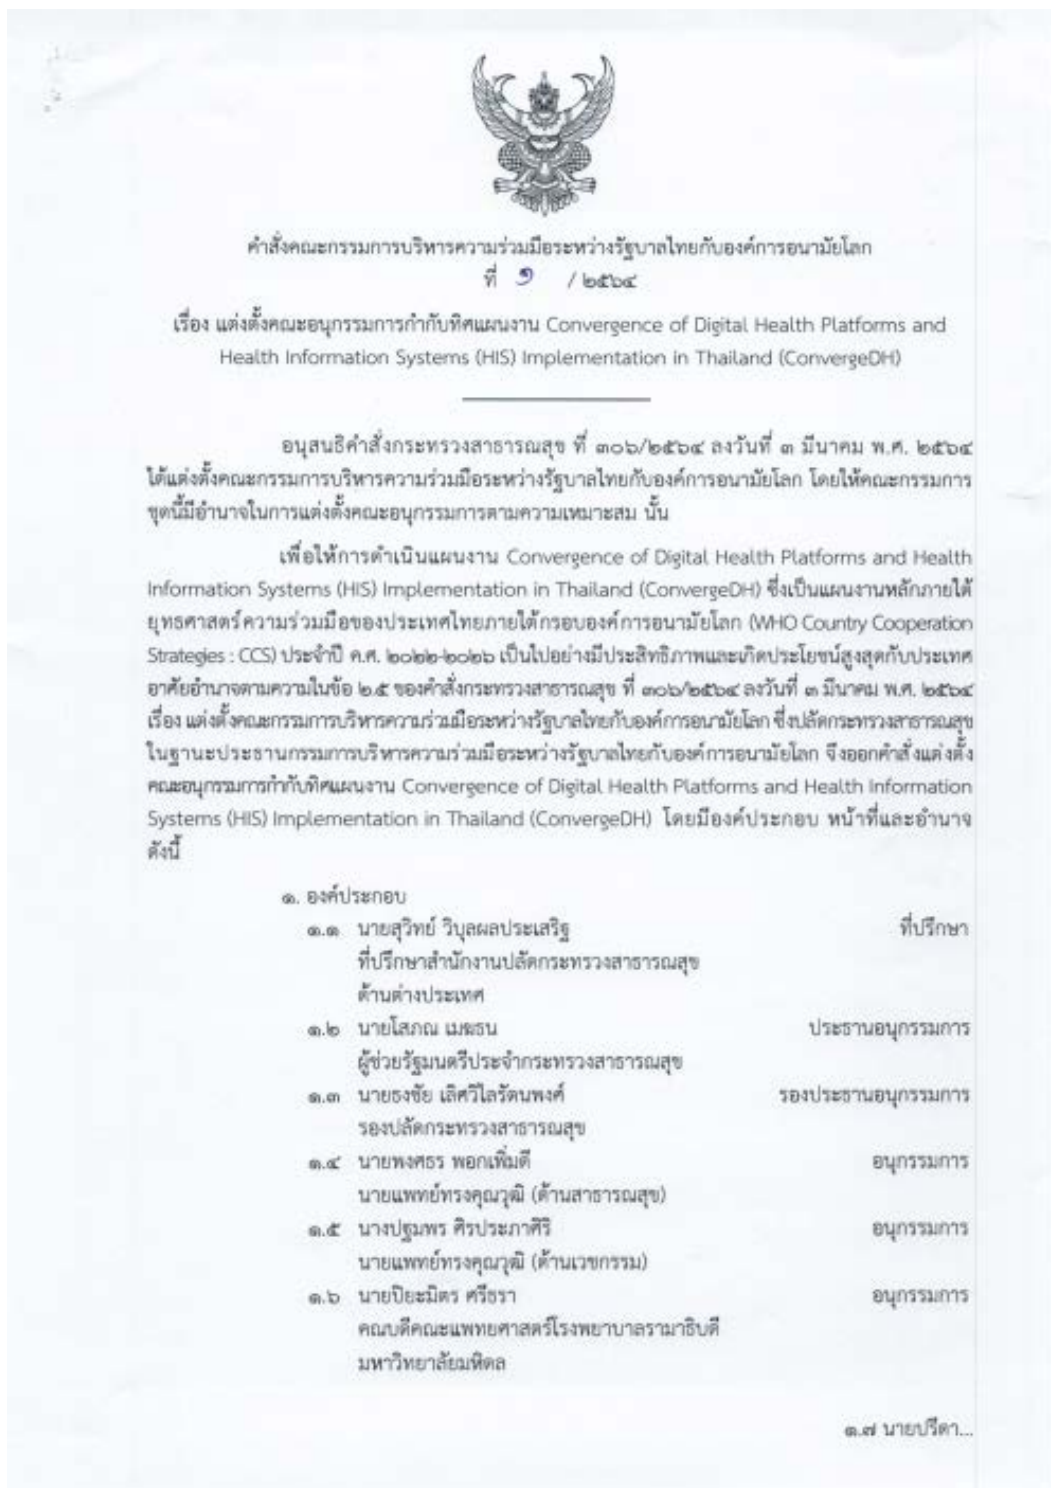 คำสั่งคณะกรรมการบริหารความร่วมมือระหว่างรัฐบาลไทยกับองค์การอนามัยโลก
ที่ ๑ / ๒๕๖๔
เรื่อง แต่งตั้งคณะอนุกรรมการกำกับทิศแผนงาน Convergence of Digital Health Platforms and
Health Information Systems (HIS) Implementation in Thailand (ConvergeDH)
อนุสนธิคำสั่งกระทรวงสาธารณสุข ที่ ๓๐๖/๒๕๖๔ ลงวันที่ ๓ มีนาคม พ.ศ. ๒๕๖๔
ได้แต่งตั้งคณะกรรมการบริหารความร่วมมือระหว่างรัฐบาลไทยกับองค์การอนามัยโลก โดยให้คณะกรรมการ
ชุดนี้มีอำนาจในการแต่งตั้งคณะอนุกรรมการตามความเหมาะสม นั้น
เพื่อให้การดำเนินแผนงาน Convergence of Digital Health Platforms and Health
Information Systems (HIS) Implementation in Thailand (ConvergeDH) ซึ่งเป็นแผนงานหลักภายใต้
ยุทธศาสตร์ความร่วมมือของประเทศไทยภายใต้กรอบองค์การอนามัยโลก (WHO Country Cooperation
Strategies : CCS) ประจำปี ค.ศ. ๒๐๒๒-๒๐๒๖ เป็นไปอย่างมีประสิทธิภาพและเกิดประโยชน์สูงสุดกับประเทศ
อาศัยอำนาจตามความในข้อ ๒.๕ ของคำสั่งกระทรวงสาธารณสุข ที่ ๓๐๖/๒๕๖๔ ลงวันที่ ๓ มีนาคม พ.ศ. ๒๕๖๔
เรื่อง แต่งตั้งคณะกรรมการบริหารความร่วมมือระหว่างรัฐบาลไทยกับองค์การอนามัยโลก ซึ่งปลัดกระทรวงสาธารณสุข
ในฐานะประธานกรรมการบริหารความร่วมมือระหว่างรัฐบาลไทยกับองค์การอนามัยโลก จึงออกคำสั่งแต่งตั้ง
คณะอนุกรรมการกำกับทิศแผนงาน Convergence of Digital Health Platforms and Health Information
Systems (HIS) Implementation in Thailand (ConvergeDH) โดยมีองค์ประกอบ หน้าที่และอำนาจ
ดังนี้
๑. องค์ประกอบ
๑.๑ นายสุวิทย์ วิบุลผลประเสริฐ ที่ปรึกษา
ที่ปรึกษาสำนักงานปลัดกระทรวงสาธารณสุข
ด้านต่างประเทศ
๑.๒ นายโสภณ เมฆธน ประธานอนุกรรมการ
ผู้ช่วยรัฐมนตรีประจำกระทรวงสาธารณสุข
๑.๓ นายธงชัย เลิศวิไลรัตนพงศ์ รองประธานอนุกรรมการ
รองปลัดกระทรวงสาธารณสุข
๑.๔ นายพงศธร พอกเพิ่มดี อนุกรรมการ
นายแพทย์ทรงคุณวุฒิ (ด้านสาธารณสุข)
๑.๕ นางปฐมพร ศิรประภาศิริ อนุกรรมการ
นายแพทย์ทรงคุณวุฒิ (ด้านเวชกรรม)
๑.๖ นายปิยะมิตร ศรีธรา อนุกรรมการ
คณบดีคณะแพทยศาสตร์โรงพยาบาลรามาธิบดี
มหาวิทยาลัยมหิดล
๑.๗ นายปรีดา...